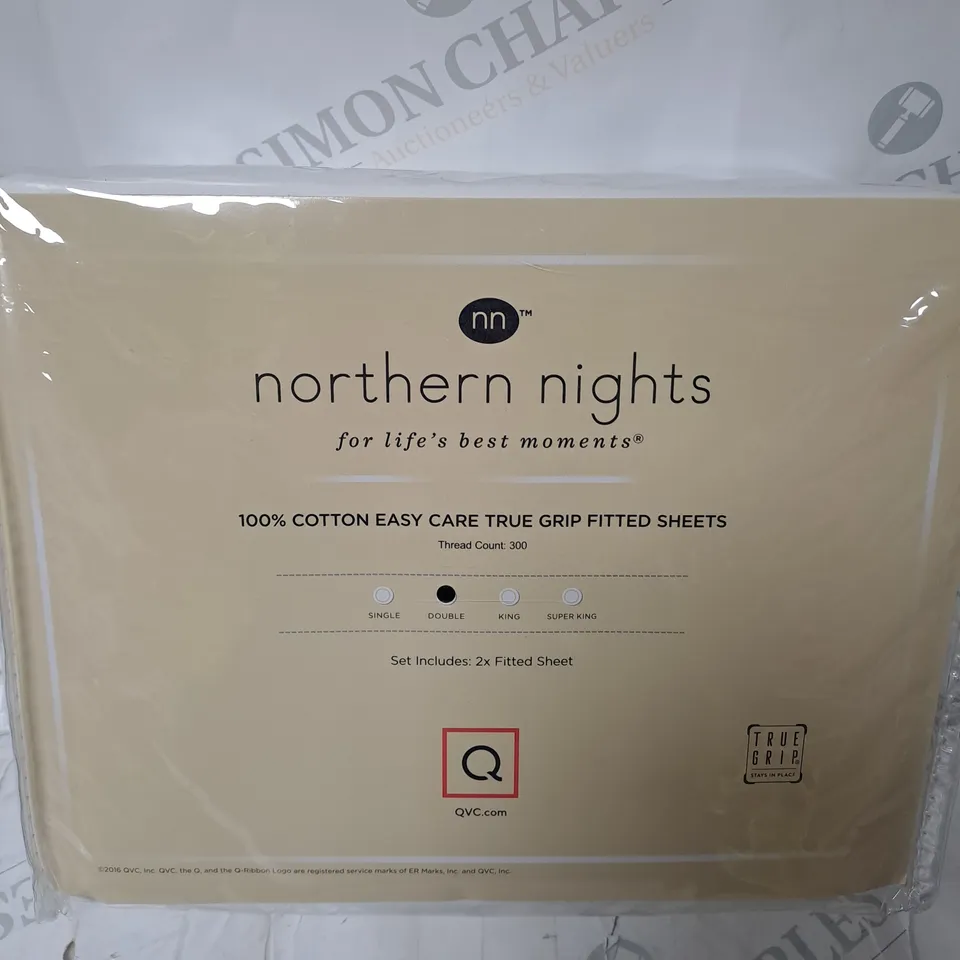 SIMON CHA
Auctioneers & Valuers
CHA
nn™
northern nights
for life's best moments®
100% COTTON EASY CARE TRUE GRIP FITTED SHEETS
Thread Count: 300
SINGLE DOUBLE KING SUPER KING
Set Includes: 2x Fitted Sheet
Q
TRUE
GRIP®
STAYS IN PLACE
QVC.com
©2016 QVC, Inc. QVC, the Q, and the Q-Ribbon Logo are registered service marks of ER Marks, Inc. and QVC, Inc.